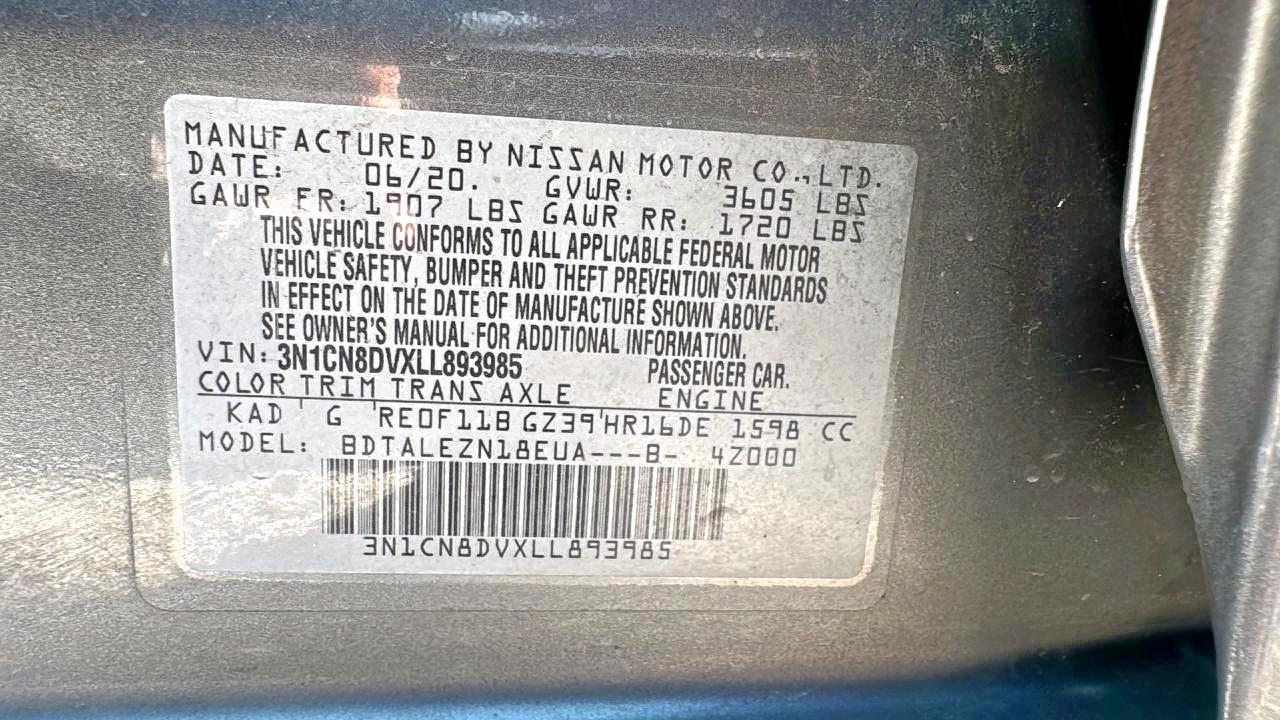 MANUFACTURED BY NISSAN MOTOR CO., LTD.
DATE: 06/20. GVWR: 3605 LBS
GAWR FR: 1907 LBS GAWR RR: 1720 LBS
THIS VEHICLE CONFORMS TO ALL APPLICABLE FEDERAL MOTOR
VEHICLE SAFETY, BUMPER AND THEFT PREVENTION STANDARDS
IN EFFECT ON THE DATE OF MANUFACTURE SHOWN ABOVE.
SEE OWNER'S MANUAL FOR ADDITIONAL INFORMATION.
VIN: 3N1CN8DVXLL893985 PASSENGER CAR.
COLOR TRIM TRANS AXLE ENGINE
KAD G RE0F11B GZ39 HR16DE 1598 CC
MODEL: BDTALEZN18EUA---B- 4Z000
3N1CN8DVXLL893985